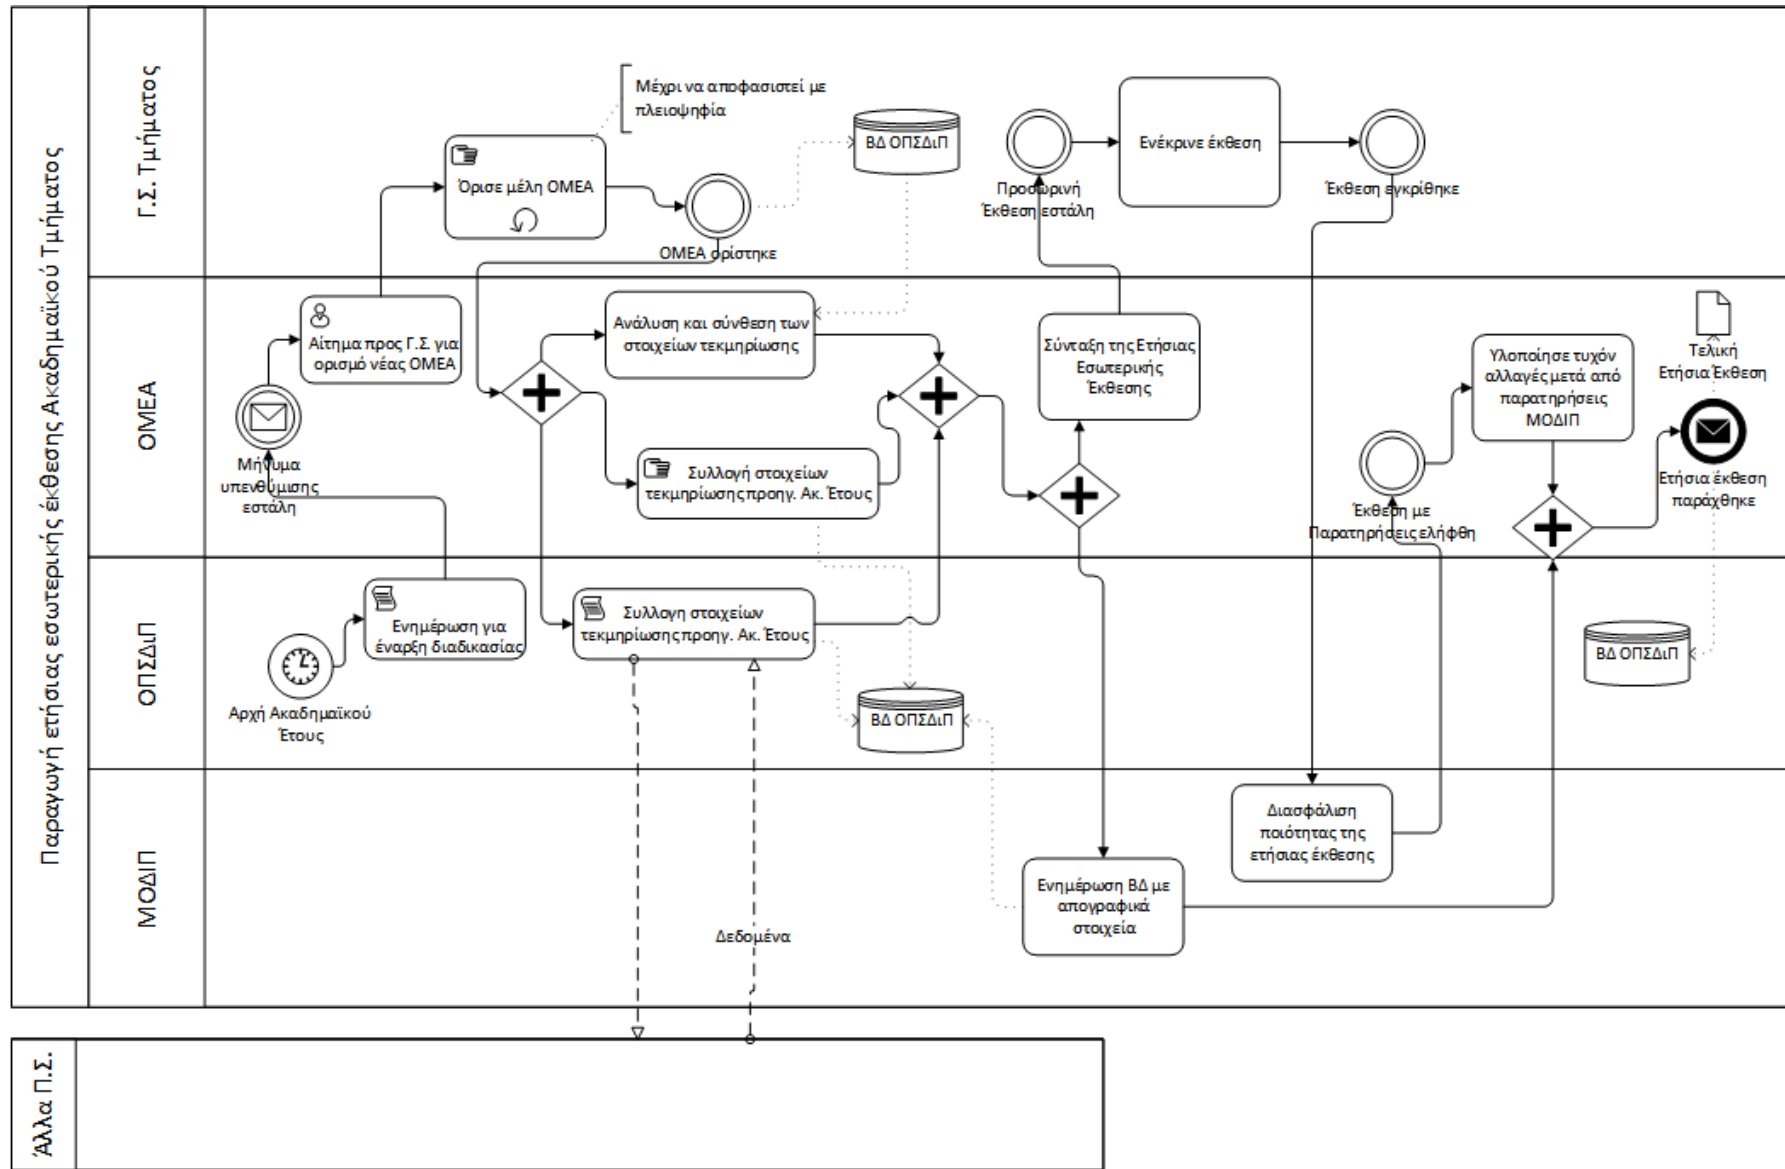 Παραγωγή ετήσιας εσωτερικής έκθεσης Ακαδημαϊκού Τμήματος
Γ.Σ. Τμήματος
Μέχρι να αποφασιστεί με
πλειοψηφία
Όρισε μέλη ΟΜΕΑ
ΟΜΕΑ ορίστηκε
ΒΔ ΟΠΣΔιΠ
Προσωρινή
Έκθεση εστάλη
Ενέκρινε έκθεση
Έκθεση εγκρίθηκε
ΟΜΕΑ
Αίτημα προς Γ.Σ. για
ορισμό νέας ΟΜΕΑ
Μήνυμα
υπενθύμισης
εστάλη
Ανάλυση και σύνθεση των
στοιχείων τεκμηρίωσης
Συλλογή στοιχείων
τεκμηρίωσης προηγ. Ακ. Έτους
Σύνταξη της Ετήσιας
Εσωτερικής
Έκθεσης
Έκθεση με
Παρατηρήσεις ελήφθη
Υλοποίησε τυχόν
αλλαγές μετά από
παρατηρήσεις
ΜΟΔΙΠ
Τελική
Ετήσια Έκθεση
Ετήσια έκθεση
παράχθηκε
ΟΠΣΔιΠ
Αρχή Ακαδημαϊκού
Έτους
Ενημέρωση για
έναρξη διαδικασίας
Συλλογη στοιχείων
τεκμηρίωσης προηγ. Ακ. Έτους
ΒΔ ΟΠΣΔιΠ
ΒΔ ΟΠΣΔιΠ
ΜΟΔΙΠ
Δεδομένα
Ενημέρωση ΒΔ με
απογραφικά
στοιχεία
Διασφάλιση
ποιότητας της
ετήσιας έκθεσης
Άλλα Π.Σ.